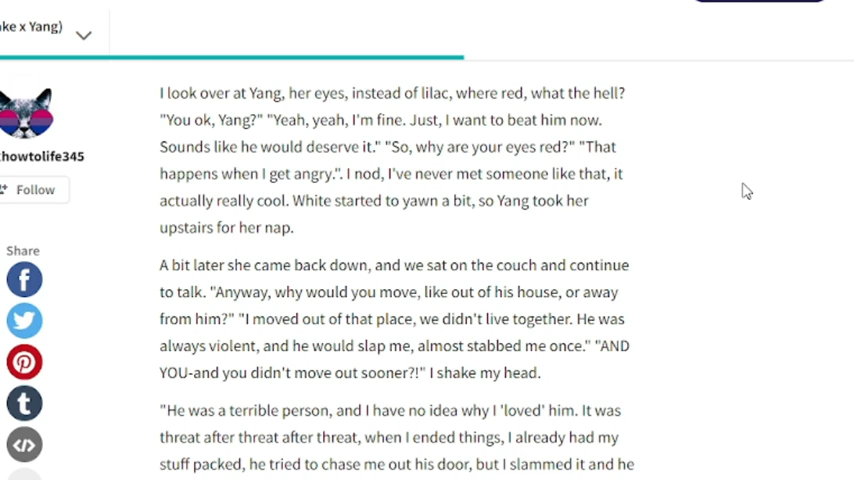 ke x Yang)
I look over at Yang, her eyes, instead of lilac, where red, what the hell?
"You ok, Yang?" "Yeah, yeah, I'm fine. Just, I want to beat him now.
Sounds like he would deserve it." "So, why are your eyes red?" "That
happens when I get angry.". I nod, I've never met someone like that, it
actually really cool. White started to yawn a bit, so Yang took her
upstairs for her nap.
howtolife345
Follow
Share
A bit later she came back down, and we sat on the couch and continue
to talk. "Anyway, why would you move, like out of his house, or away
from him?" "I moved out of that place, we didn't live together. He was
always violent, and he would slap me, almost stabbed me once." "AND
YOU-and you didn't move out sooner?!" I shake my head.
"He was a terrible person, and I have no idea why I 'loved' him. It was
threat after threat after threat, when I ended things, I already had my
stuff packed, he tried to chase me out his door, but I slammed it and he